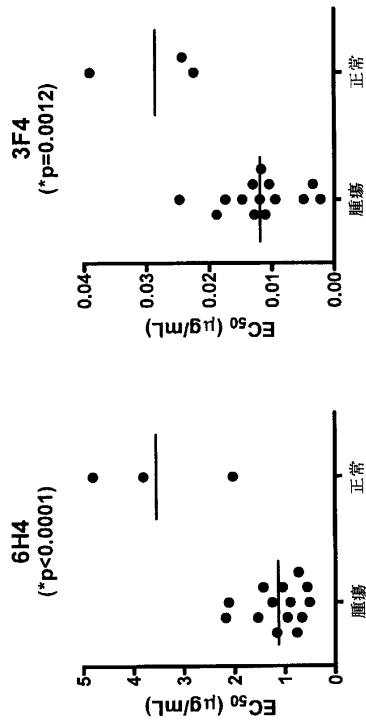 6H4
(*p<0.0001)
EC50 (μg/mL)
5
4
3
2
1
0
腫瘍
正常
3F4
(*p=0.0012)
EC50 (μg/mL)
0.04
0.03
0.02
0.01
0.00
腫瘍
正常